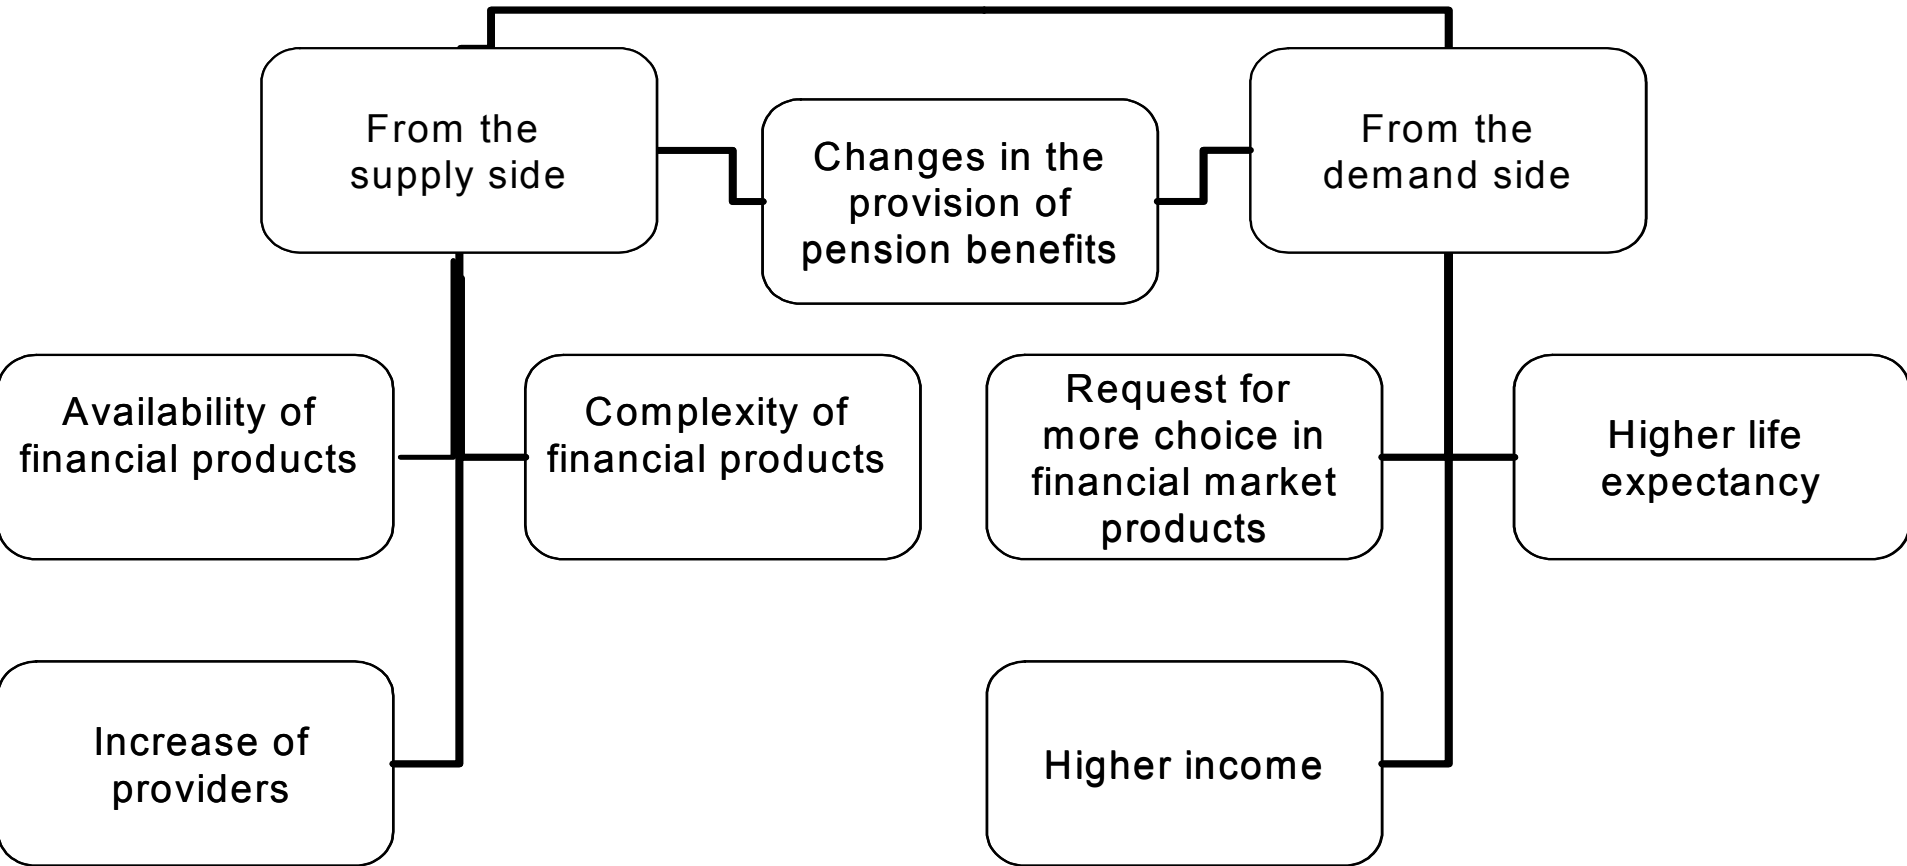 From the
supply side
Changes in the
provision of
pension benefits
From the
demand side
Availability of
financial products
Complexity of
financial products
Request for
more choice in
financial market
products
Higher life
expectancy
Increase of
providers
Higher income